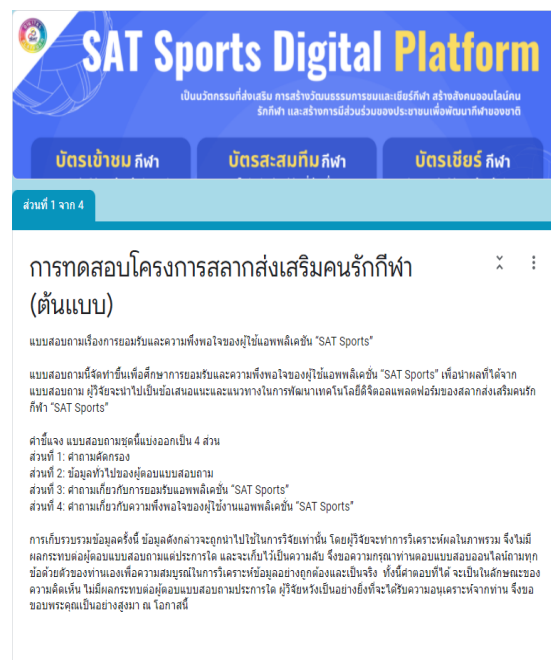 SAT Sports Digital Platform
เป็นนวัตกรรมที่ส่งเสริม การสร้างวัฒนธรรมการชมและเชียร์กีฬา สร้างสังคมออนไลน์คน
รักกีฬา และสร้างการมีส่วนร่วมของประชาชนเพื่อพัฒนากีฬาของชาติ
บัตรเข้าชม กีฬา บัตรสะสมทีมกีฬา บัตรเชียร์ กีฬา
ส่วนที่ 1 จาก 4
การทดสอบโครงการสลากส่งเสริมคนรักกีฬา
(ต้นแบบ)
แบบสอบถามเรื่องการยอมรับและความพึงพอใจของผู้ใช้แอพพลิเคชั่น “SAT Sports”
แบบสอบถามนี้จัดทำขึ้นเพื่อศึกษาการยอมรับและความพึงพอใจของผู้ใช้แอพพลิเคชั่น “SAT Sports” เพื่อนำผลที่ได้จาก
แบบสอบถาม ผู้วิจัยจะนำไปเป็นข้อเสนอแนะและแนวทางในการพัฒนาเทคโนโลยีดิจิตอลแพลตฟอร์มของสลากส่งเสริมคนรัก
กีฬา “SAT Sports”
คำชี้แจง แบบสอบถามชุดนี้แบ่งออกเป็น 4 ส่วน
ส่วนที่ 1: คำถามคัดกรอง
ส่วนที่ 2: ข้อมูลทั่วไปของผู้ตอบแบบสอบถาม
ส่วนที่ 3: คำถามเกี่ยวกับการยอมรับแอพพลิเคชั่น “SAT Sports”
ส่วนที่ 4: คำถามเกี่ยวกับความพึงพอใจของผู้ใช้งานแอพพลิเคชั่น “SAT Sports”
การเก็บรวบรวมข้อมูลครั้งนี้ ข้อมูลดังกล่าวจะถูกนำไปใช้ในการวิจัยเท่านั้น โดยผู้วิจัยจะทำการวิเคราะห์ผลในภาพรวม จึงไม่มี
ผลกระทบต่อผู้ตอบแบบสอบถามแต่ประการใด และจะเก็บไว้เป็นความลับ จึงขอความกรุณาท่านตอบแบบสอบออนไลน์ถามทุก
ข้อด้วยตัวของท่านเองเพื่อความสมบูรณ์ในการวิเคราะห์ข้อมูลอย่างถูกต้องและเป็นจริง ทั้งนี้คำตอบที่ได้ จะเป็นในลักษณะของ
ความคิดเห็น ไม่มีผลกระทบต่อผู้ตอบแบบสอบถามประการใด ผู้วิจัยหวังเป็นอย่างยิ่งที่จะได้รับความอนุเคราะห์จากท่าน จึงขอ
ขอบพระคุณเป็นอย่างสูงมา ณ โอกาสนี้